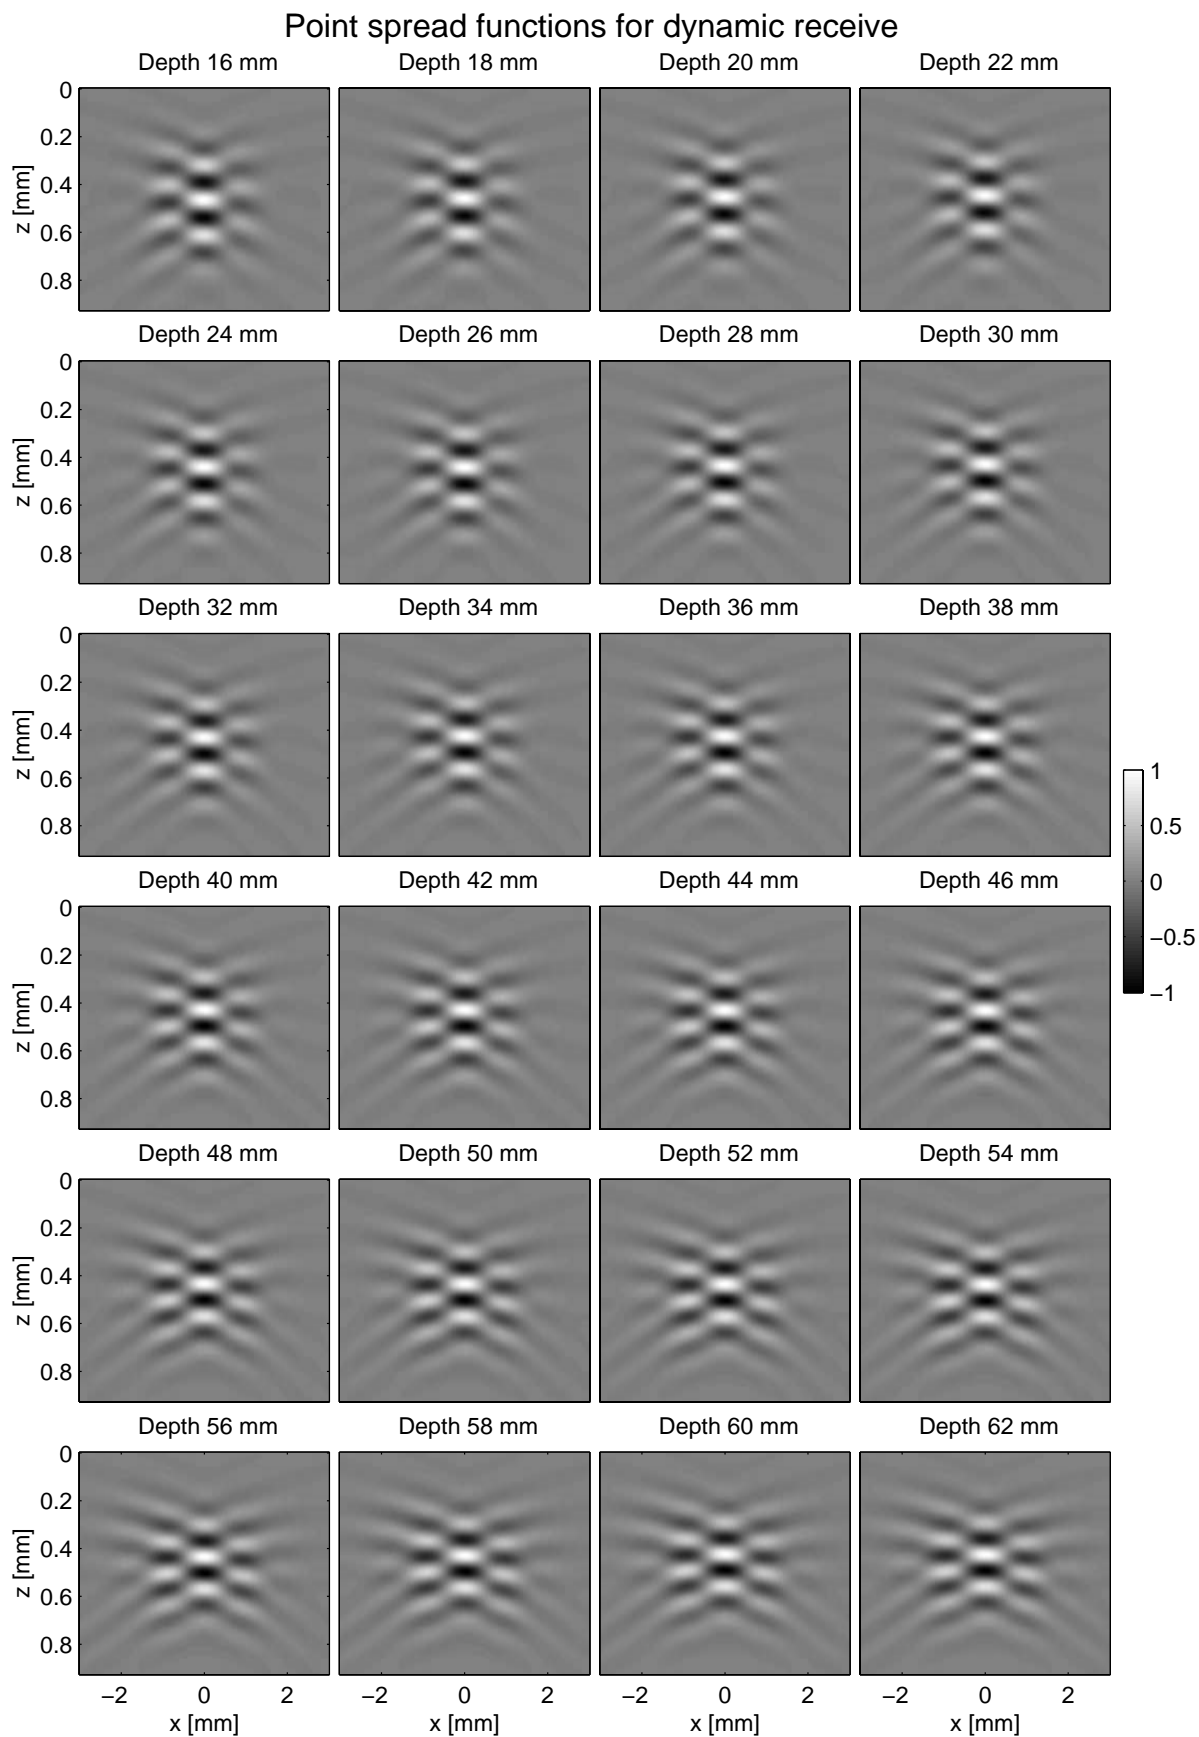 Point spread functions for dynamic receive
Depth 16 mm Depth 18 mm Depth 20 mm Depth 22 mm
0
0.2
0.4
0.6
0.8
z [mm]
Depth 24 mm Depth 26 mm Depth 28 mm Depth 30 mm
0
0.2
0.4
0.6
0.8
z [mm]
Depth 32 mm Depth 34 mm Depth 36 mm Depth 38 mm
0
0.2
0.4
0.6
0.8
z [mm]
1
0.5
0
−0.5
−1
Depth 40 mm Depth 42 mm Depth 44 mm Depth 46 mm
0
0.2
0.4
0.6
0.8
z [mm]
Depth 48 mm Depth 50 mm Depth 52 mm Depth 54 mm
0
0.2
0.4
0.6
0.8
z [mm]
Depth 56 mm Depth 58 mm Depth 60 mm Depth 62 mm
0
0.2
0.4
0.6
0.8
z [mm]
−2 0 2 −2 0 2 −2 0 2 −2 0 2
x [mm] x [mm] x [mm] x [mm]